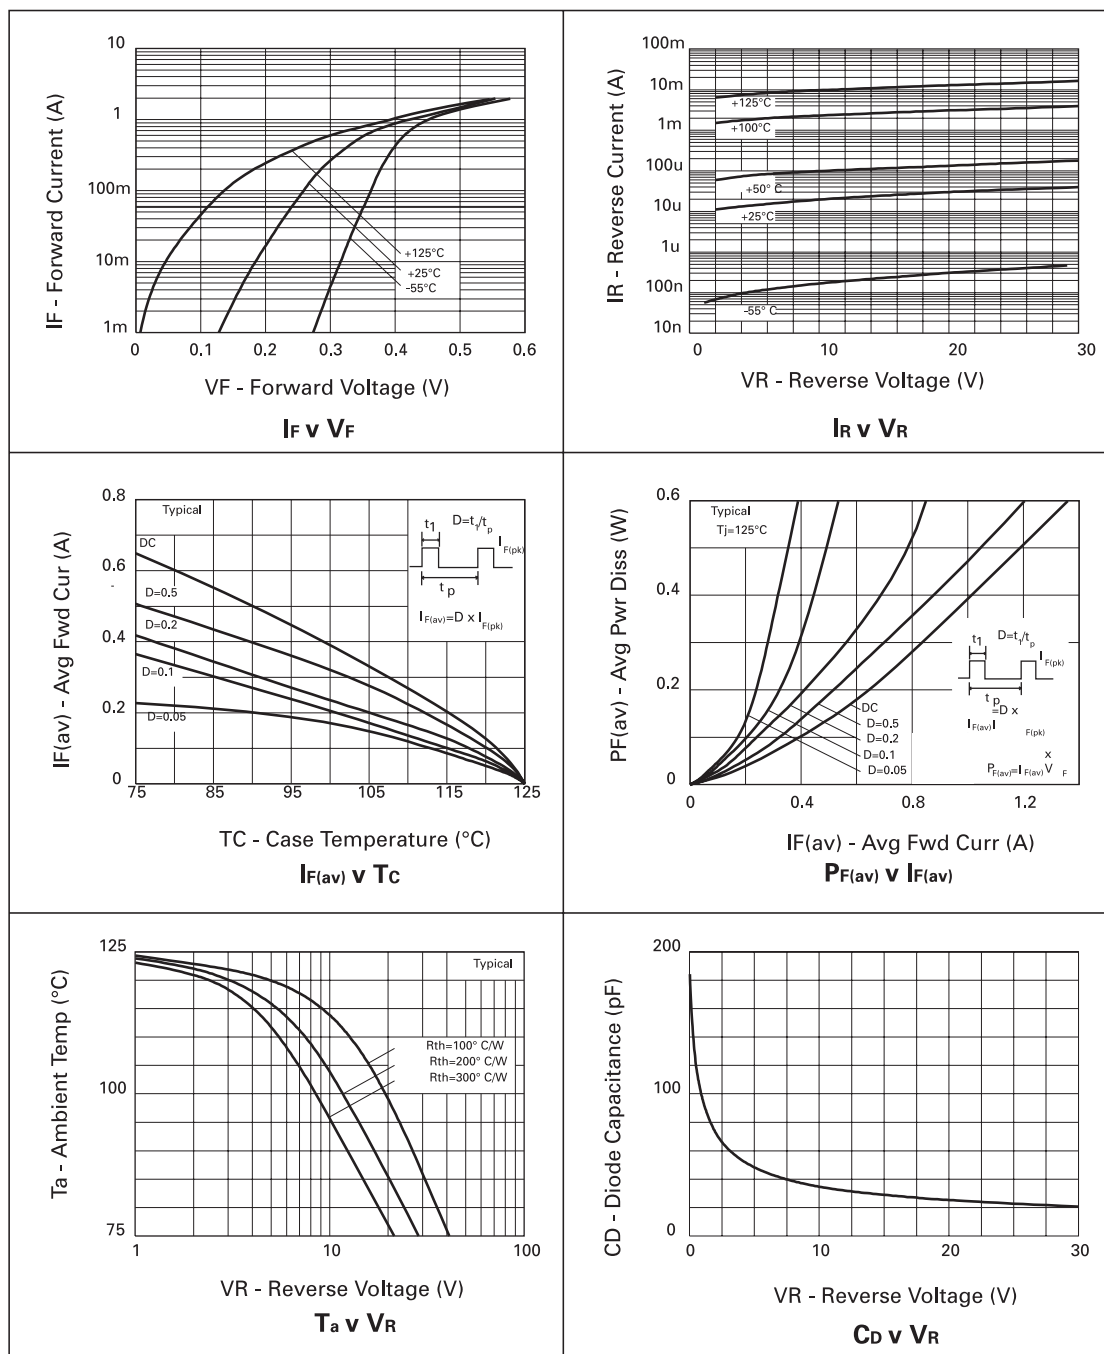 10
1
100m
10m
1m
IF - Forward Current (A)
+125°C
+25°C
-55°C
0 0.1 0.2 0.3 0.4 0.5 0.6
VF - Forward Voltage (V)
IF v VF
100m
10m
1m
100u
10u
1u
100n
10n
IR - Reverse Current (A)
+125°C
+100°C
+50° C
+25°C
-55° C
0 10 20 30
VR - Reverse Voltage (V)
IR v VR
0.8
0.6
0.4
0.2
0
IF(av) - Avg Fwd Cur (A)
Typical
DC
D=0.5
D=0.2
D=0.1
D=0.05
t1 D=t1/tp
IF(pk)
tp
IF(av)=D x IF(pk)
75 85 95 105 115 125
TC - Case Temperature (°C)
IF(av) v TC
0.6
0.4
0.2
0
PF(av) - Avg Pwr Diss (W)
Typical
Tj=125°C
DC
D=0.5
D=0.2
D=0.1
D=0.05
t1 D=t1/tp
IF(pk)
tp
=D x
IF(av)I
F(pk)
x
PF(av)=IF(av)V F
0 0.4 0.8 1.2
IF(av) - Avg Fwd Curr (A)
PF(av) v IF(av)
125
100
75
Ta - Ambient Temp (°C)
Typical
Rth=100° C/W
Rth=200° C/W
Rth=300° C/W
1 10 100
VR - Reverse Voltage (V)
Ta v VR
200
100
0
CD - Diode Capacitance (pF)
0 10 20 30
VR - Reverse Voltage (V)
CD v VR